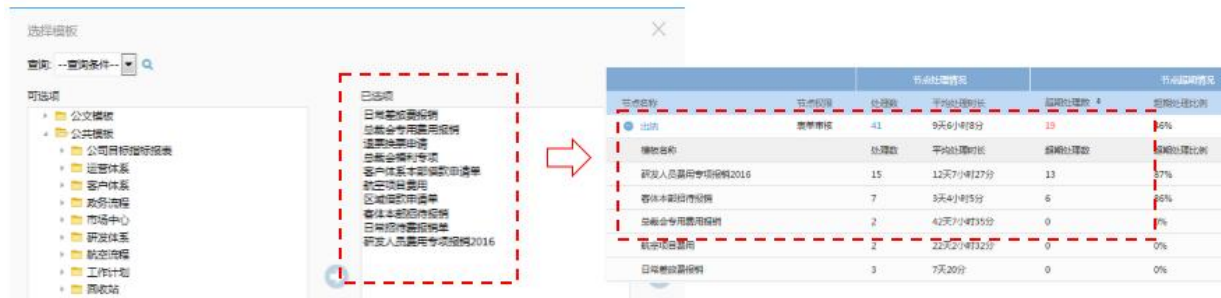 选择模板
查询: --查询条件--
可选项
公文模板
公共模板
公司目标指标报表
运营体系
客户体系
政务流程
市场中心
研发体系
航空流程
工作计划
回收站
已选项
日常差旅费报销
总裁会专用费用报销
退票换票申请
总裁会福利专项
客户体系本部借款申请单
航空项目费用
区域借款申请单
客体本部招待报销
日常招待费报销单
研发人员费用专项报销2016
节点处理情况 节点超期情况
节点名称 节点权限 处理数 平均处理时长 超期处理数 超期处理比例
出纳 表单审核 41 9天6小时8分 19 46%
模板名称 处理数 平均处理时长 超期处理数 超期处理比例
研发人员费用专项报销2016 15 12天7小时27分 13 87%
客体本部招待报销 7 3天4小时5分 6 86%
总裁会专用费用报销 2 42天7小时35分 0 0%
航空项目费用 2 22天2小时32分 0 0%
日常差旅费报销 3 7天20分 0 0%